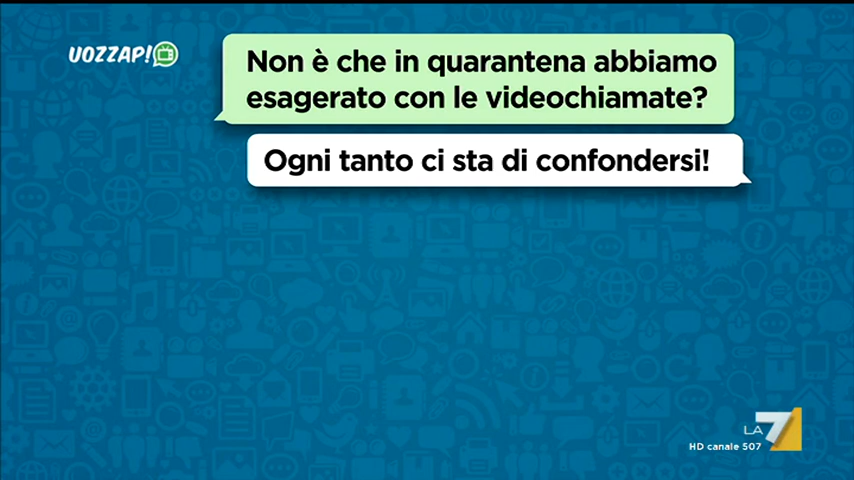 UOZZAP!
Non è che in quarantena abbiamo
esagerato con le videochiamate?
Ogni tanto ci sta di confondersi!
LA 7
HD canale 507